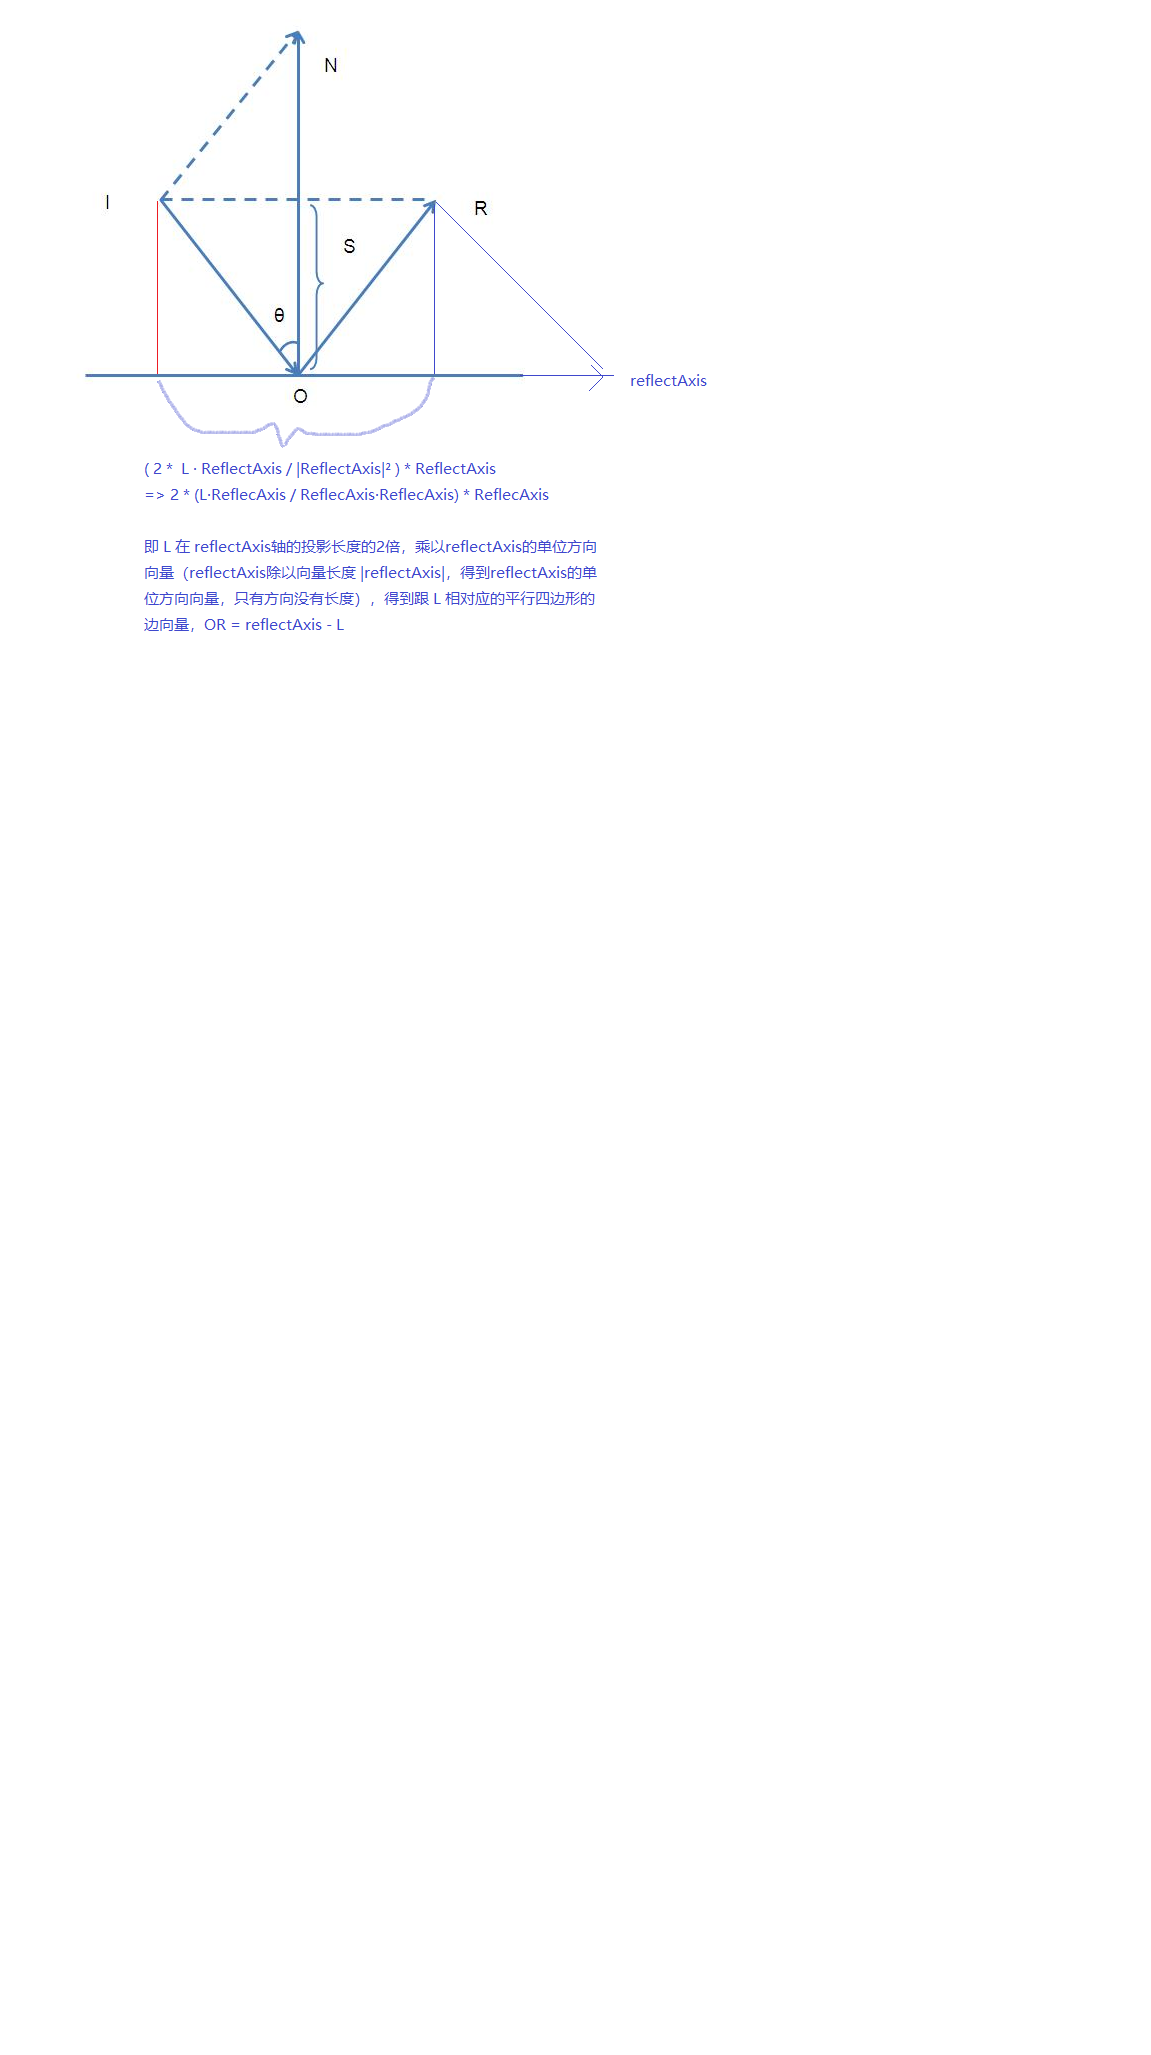 N
I
R
S
θ
reflectAxis
O
( 2 *  L · ReflectAxis / |ReflectAxis|² ) * ReflectAxis
=> 2 * (L·ReflecAxis / ReflecAxis·ReflecAxis) * ReflecAxis
即 L 在 reflectAxis轴的投影长度的2倍，乘以reflectAxis的单位方向
向量（reflectAxis除以向量长度 |reflectAxis|，得到reflectAxis的单
位方向向量，只有方向没有长度），得到跟 L 相对应的平行四边形的
边向量，OR = reflectAxis - L